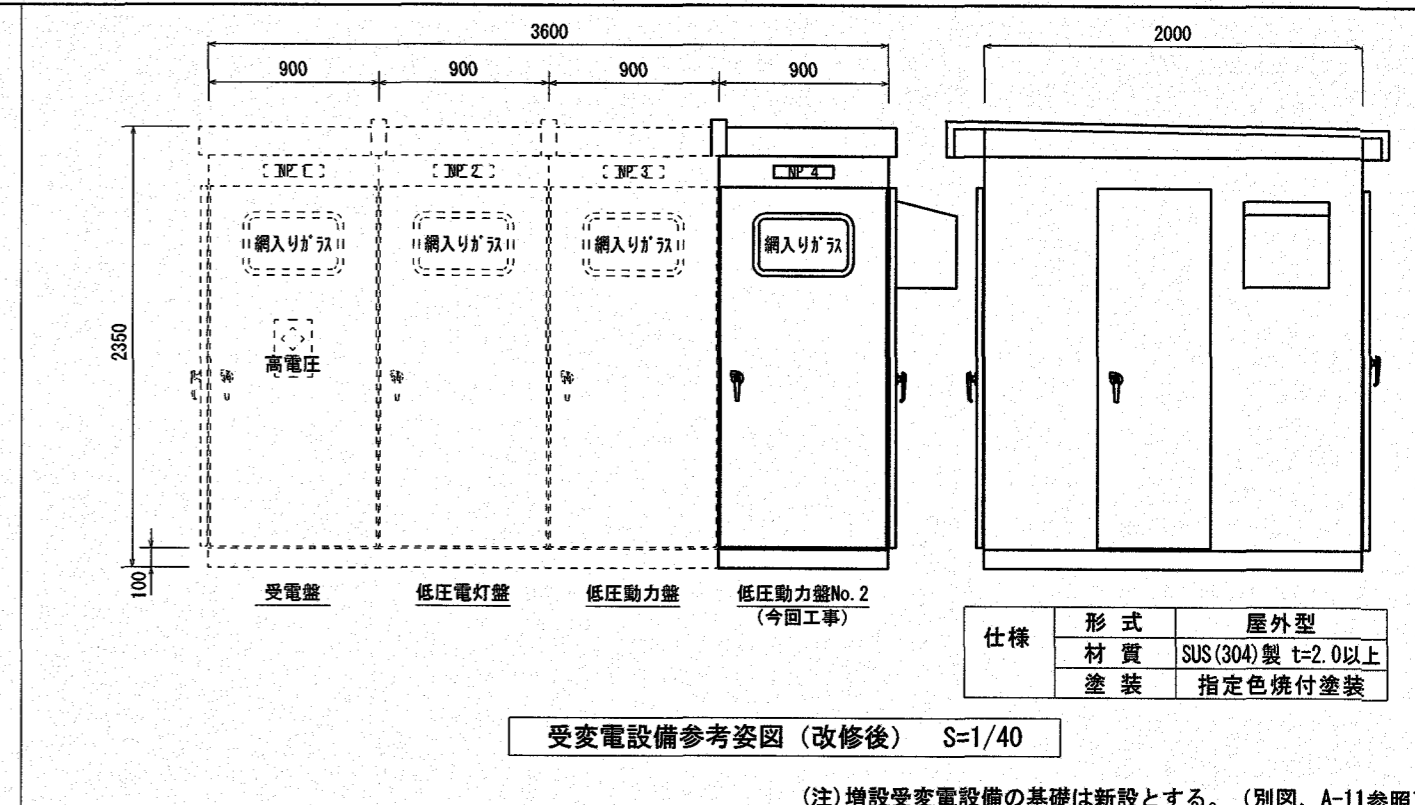 3600
2000
900 900 900 900
NP 1 NP 2 NP 3 NP 4
網入りガラス 網入りガラス 網入りガラス 網入りガラス
2350
高電圧
100
受電盤 低圧電灯盤 低圧動力盤 低圧動力盤No.2
(今回工事)
仕様 形式 屋外型
材質 SUS(304)製 t=2.0以上
塗装 指定色焼付塗装
受変電設備参考姿図(改修後) S=1/40
(注)増設受変電設備の基礎は新設とする。(別図、A-11参照